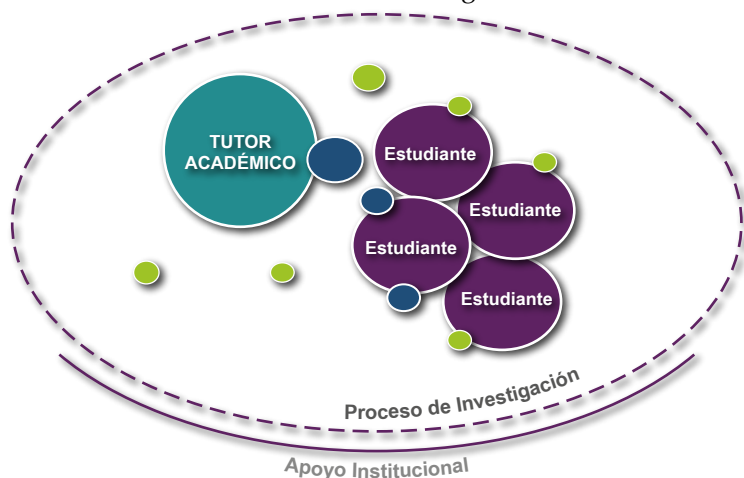 TUTOR
ACADÉMICO
Estudiante
Estudiante
Estudiante
Estudiante
Proceso de Investigación
Apoyo Institucional